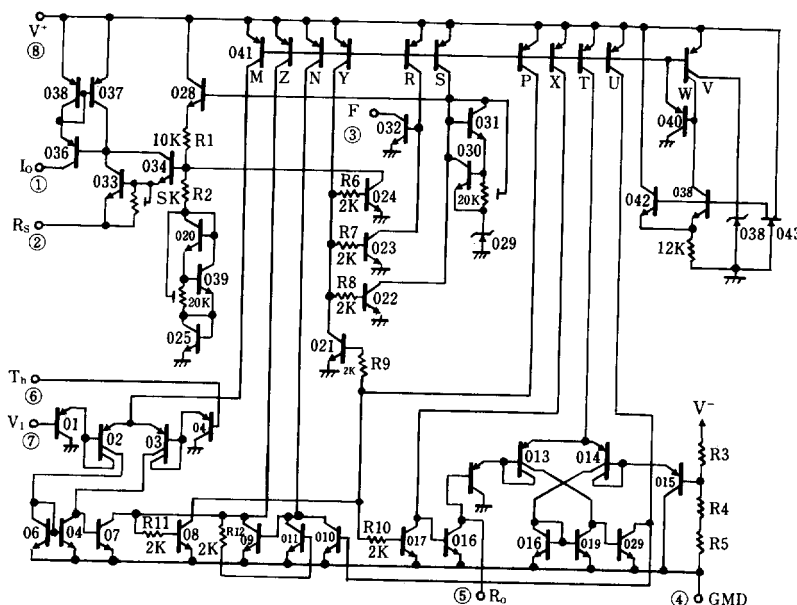 V+
⑧
041
M
Z
N
Y
R
S
P
X
T
U
W
V
038
037
028
F
③
032
031
030
040
10K
R1
036
034
I₀
①
033
SK
R2
R6
2K
024
20K
029
042
038
038
043
12K
Rs
②
020
R7
2K
023
039
20K
R8
2K
022
025
021
2K
R9
Th
⑥
V₁
⑦
01
02
03
04
V−
013
014
015
R3
R4
R5
06
04
07
R11
2K
08
2K
R12
09
011
010
R10
2K
017
016
016
019
029
⑤
R₀
④
GMD